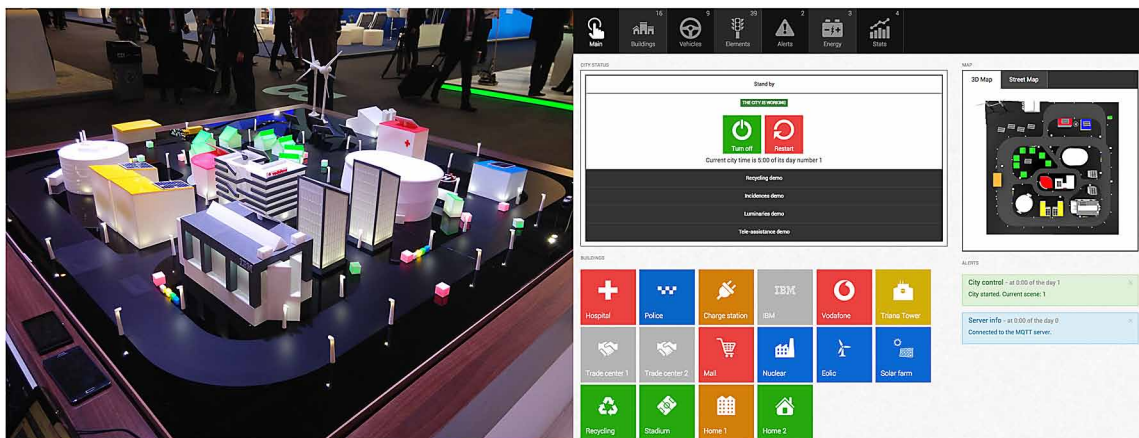 16
9
39
2
3
4
Main
Buildings
Vehicles
Elements
Alerts
Energy
Stats
CITY STATUS
MAP
Stand by
THE CITY IS WORKING
Turn off
Restart
Current city time is 5:00 of its day number 1
Recycling demo
Incidences demo
Luminaries demo
Tele-assistance demo
3D Map
Street Map
BUILDINGS
ALERTS
Hospital
Police
Charge station
IBM
IBM
Vodafone
Triana Tower
Trade center 1
Trade center 2
Mall
Nuclear
Eolic
Solar farm
Recycling
Stadium
Home 1
Home 2
City control - at 0:00 of the day 1
City started. Current scene: 1
Server info - at 0:00 of the day 0
Connected to the MQTT server.